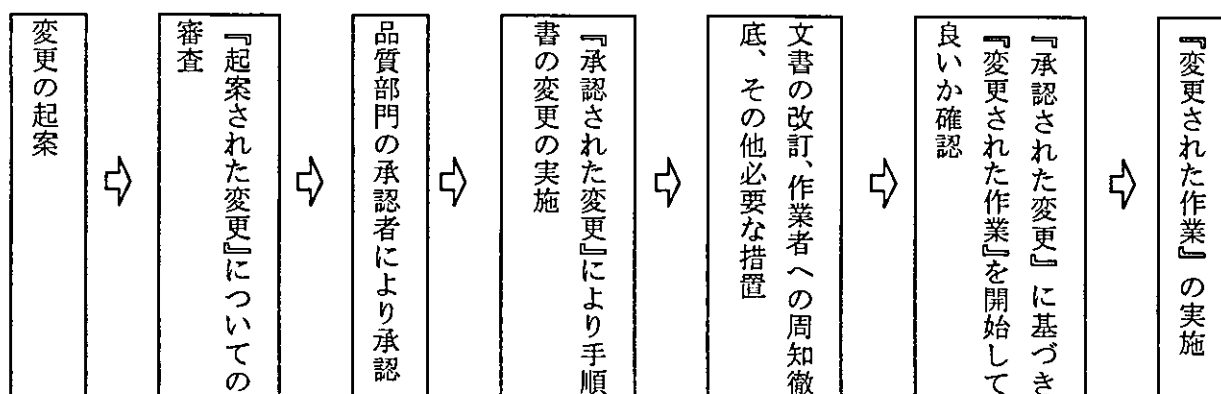 変更の起案
『起案された変更』についての
審査
品質部門の承認者により承認
『承認された変更』により手順
書の変更の実施
文書の改訂、作業者への周知徹
底、その他必要な措置
『承認された変更』に基づき
『変更された作業』を開始して
良いか確認
『変更された作業』の実施